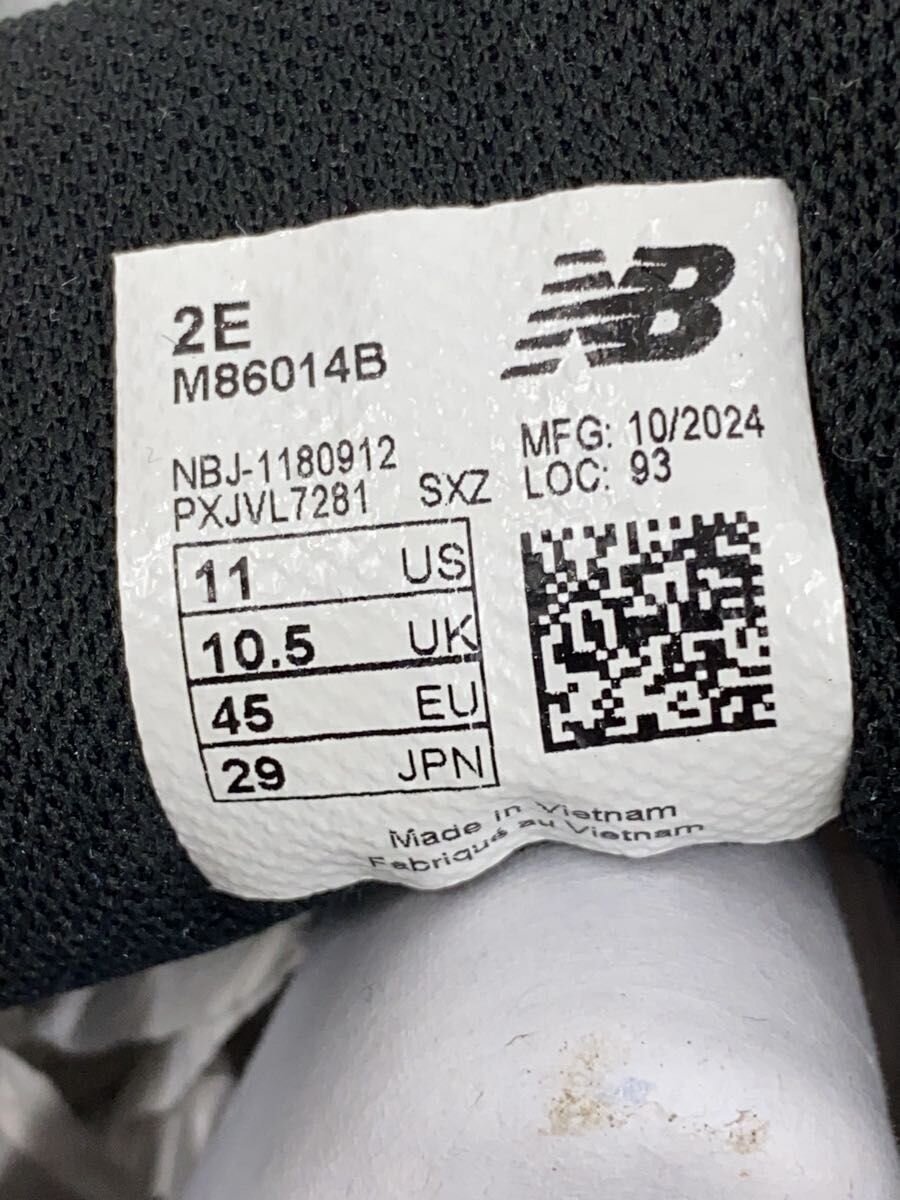 2E
M86014B
NB
NBJ-1180912
PXJVL7281 SXZ
MFG: 10/2024
LOC: 93
11 US
10.5 UK
45 EU
29 JPN
Made in Vietnam
Fabriqué au Vietnam